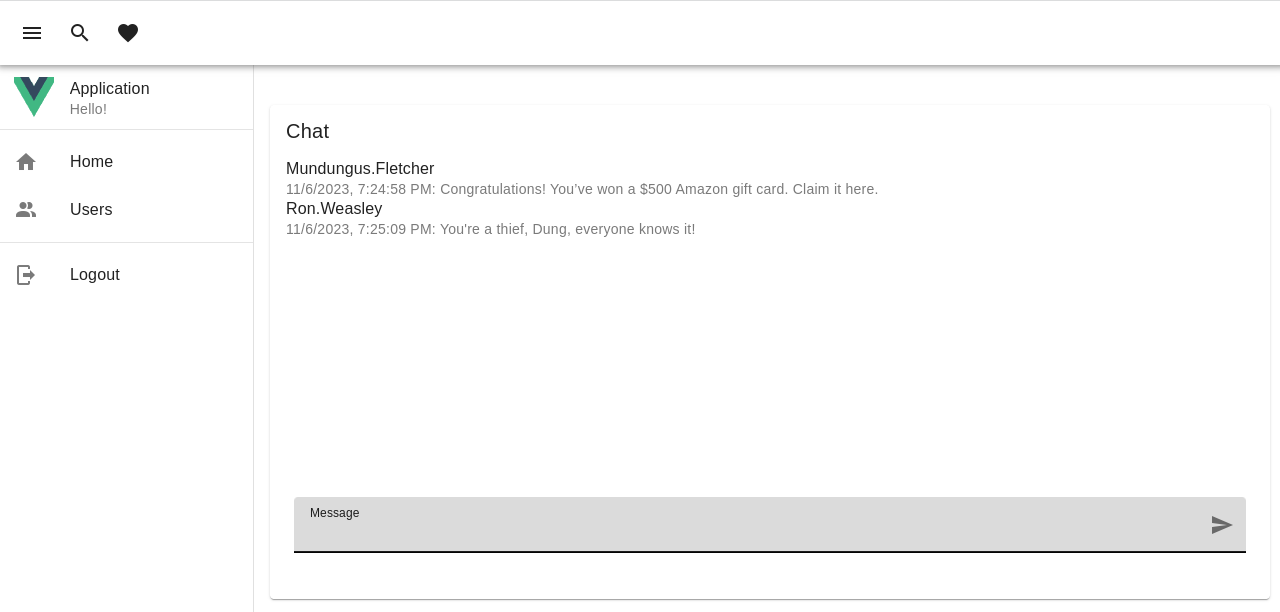 Application
Hello!
Home
Users
Logout
Chat
Mundungus.Fletcher
11/6/2023, 7:24:58 PM: Congratulations! You’ve won a $500 Amazon gift card. Claim it here.
Ron.Weasley
11/6/2023, 7:25:09 PM: You're a thief, Dung, everyone knows it!
Message